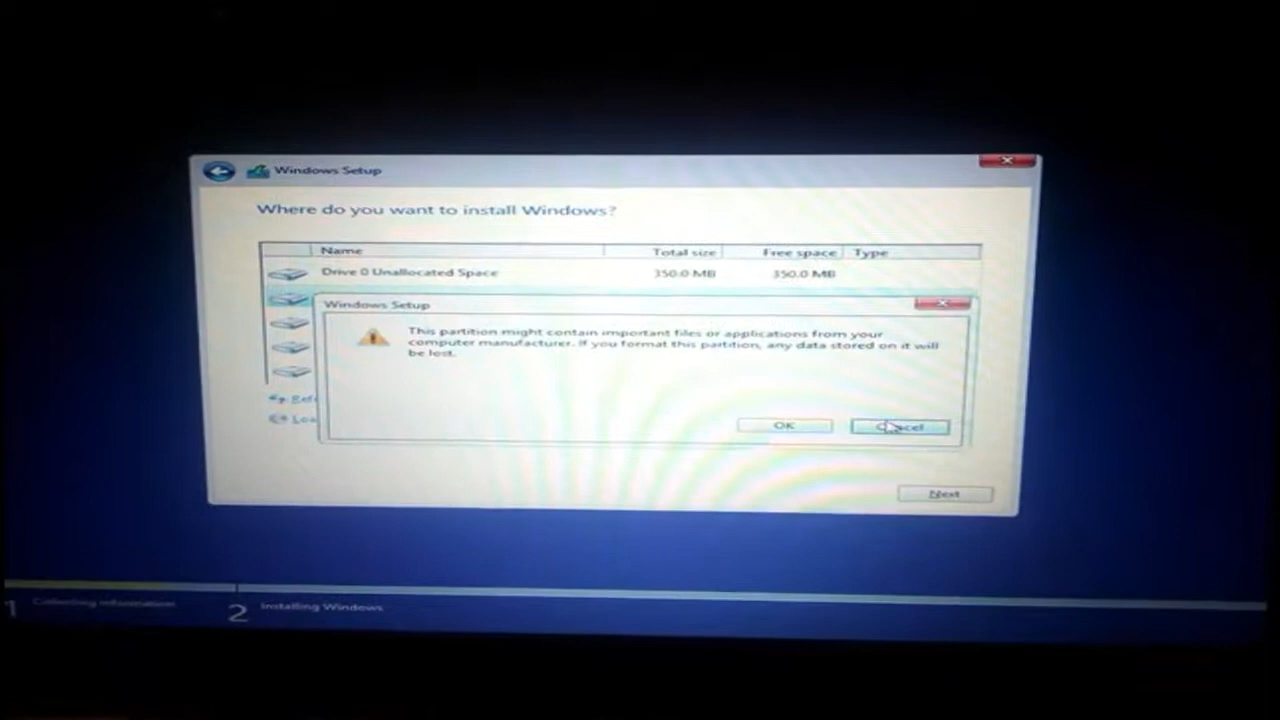 Windows Setup
Where do you want to install Windows?
Name Total size Free space Type
Drive 0 Unallocated Space 350.0 MB 350.0 MB
Windows Setup
This partition might contain important files or applications from your
computer manufacturer. If you format this partition, any data stored on it will
be lost.
OK
Next
1 Collecting information 2 Installing Windows